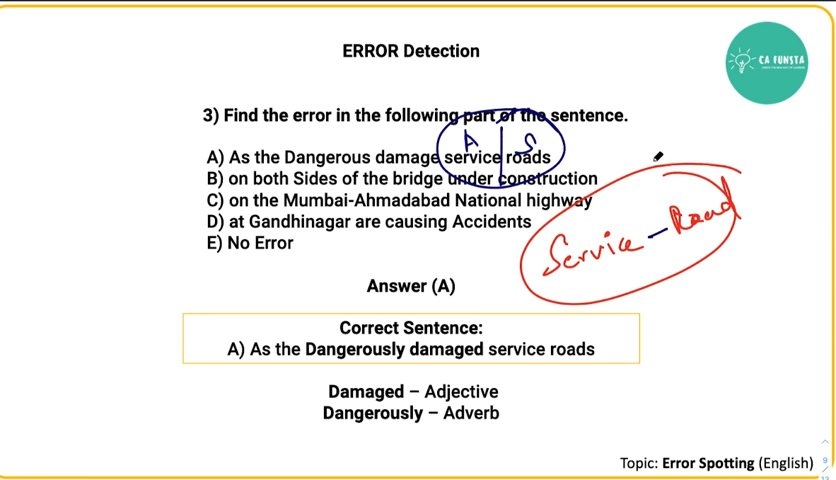 ERROR Detection
CA FUNSTA
3) Find the error in the following part of the sentence.
A | S
A) As the Dangerous damage service roads
B) on both Sides of the bridge under construction
C) on the Mumbai-Ahmadabad National highway
D) at Gandhinagar are causing Accidents
E) No Error
Service - Road
Answer (A)
Correct Sentence:
A) As the Dangerously damaged service roads
Damaged – Adjective
Dangerously – Adverb
Topic: Error Spotting (English)
9
/